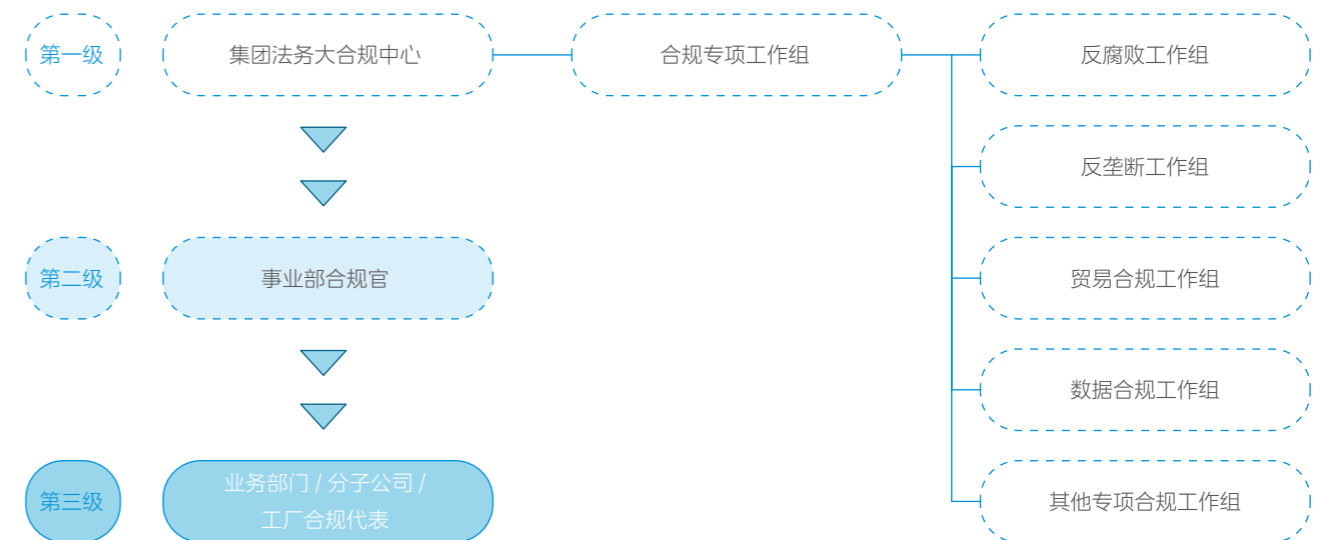 第一级
集团法务大合规中心
合规专项工作组
反腐败工作组
反垄断工作组
第二级
事业部合规官
贸易合规工作组
数据合规工作组
第三级
业务部门 / 分子公司 /
工厂合规代表
其他专项合规工作组